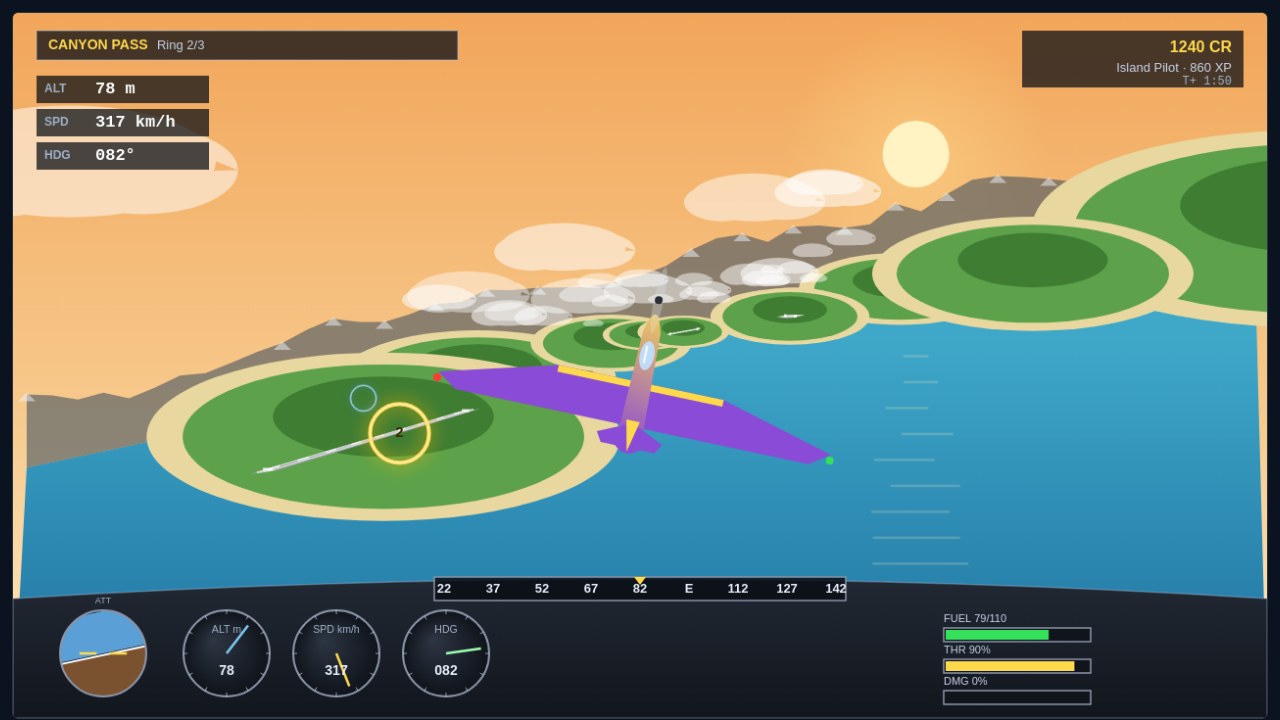 CANYON PASS Ring 2/3
1240 CR
Island Pilot · 860 XP
T+ 1:50
ALT 78 m
SPD 317 km/h
HDG 082°
2
22 37 52 67 82 E 112 127 142
ATT
ALT m
78
SPD km/h
317
HDG
082
FUEL 79/110
THR 90%
DMG 0%